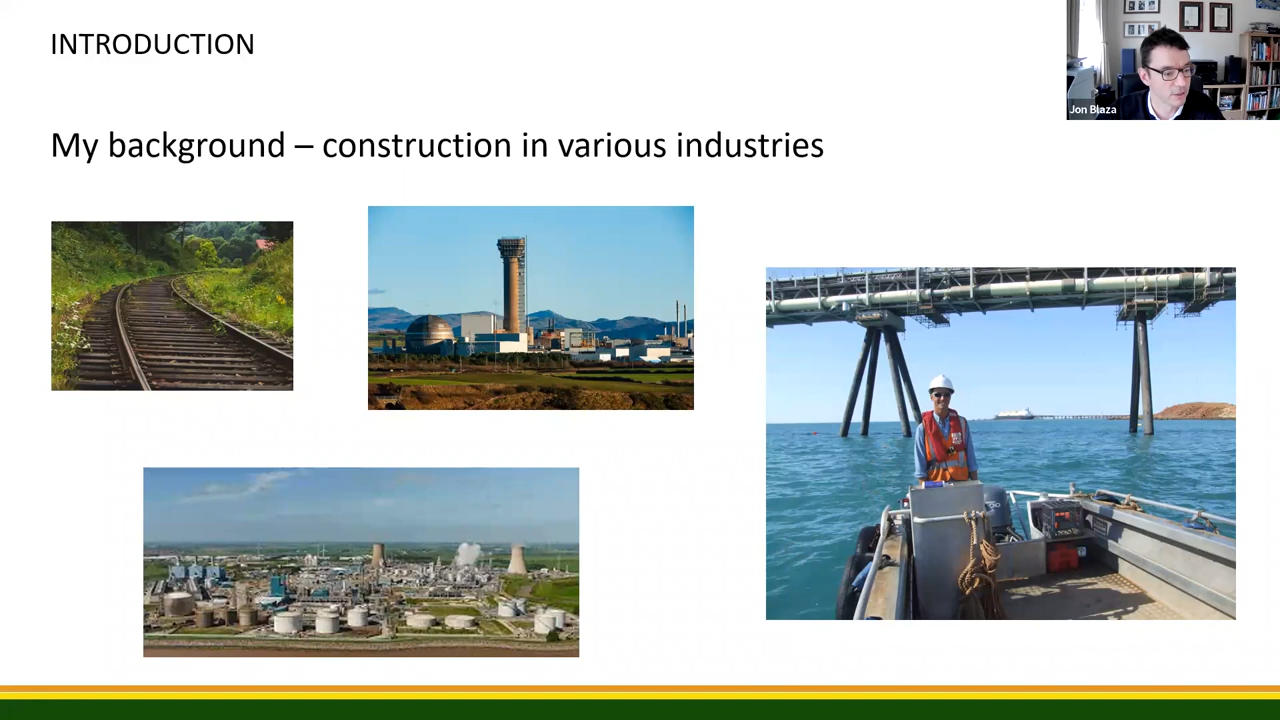 INTRODUCTION
Jon Blaza
My background – construction in various industries